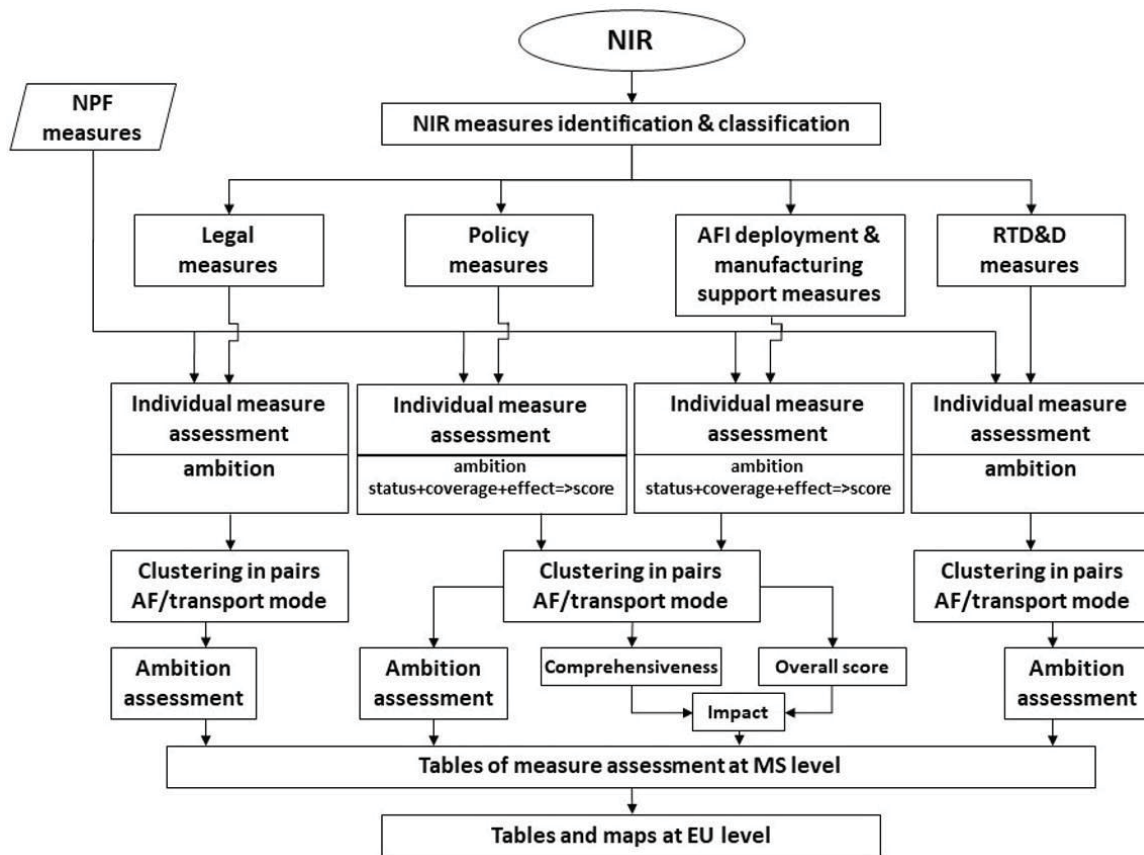 NIR
NPF
measures
NIR measures identification & classification
Legal
measures
Policy
measures
AFI deployment &
manufacturing
support measures
RTD&D
measures
Individual measure
assessment
ambition
Individual measure
assessment
ambition
status+coverage+effect=>score
Individual measure
assessment
ambition
status+coverage+effect=>score
Individual measure
assessment
ambition
Clustering in pairs
AF/transport mode
Clustering in pairs
AF/transport mode
Clustering in pairs
AF/transport mode
Ambition
assessment
Ambition
assessment
Comprehensiveness
Overall score
Impact
Ambition
assessment
Tables of measure assessment at MS level
Tables and maps at EU level